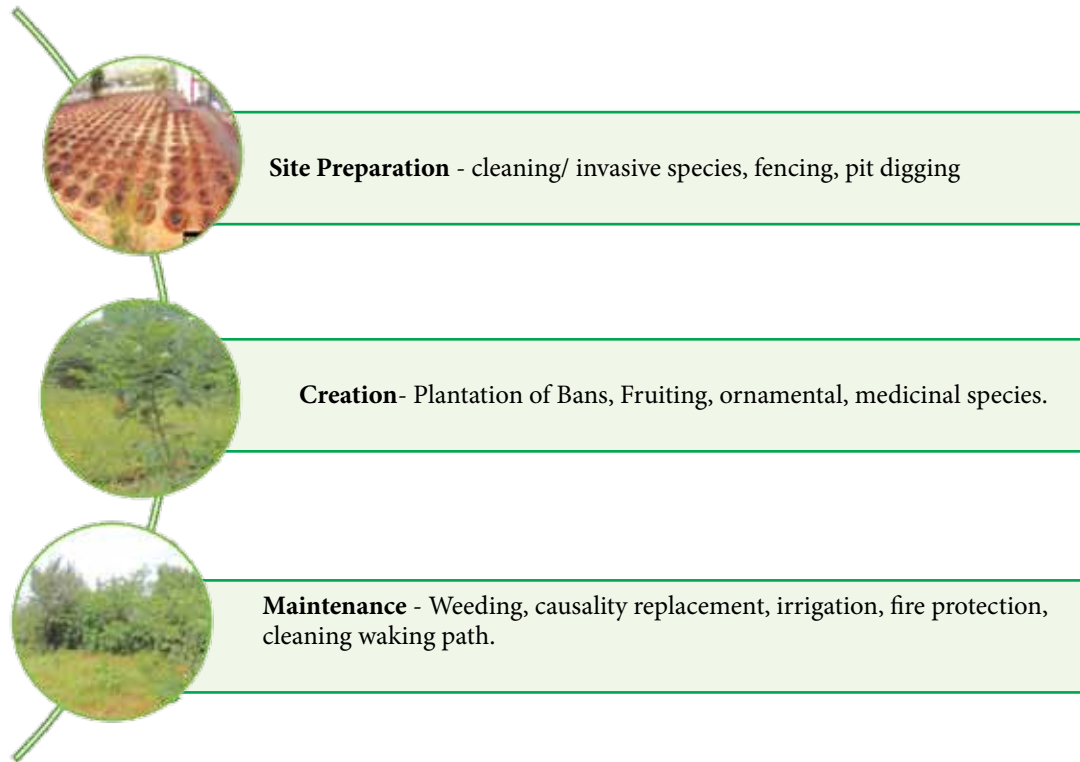 Site Preparation - cleaning/ invasive species, fencing, pit digging
Creation- Plantation of Bans, Fruiting, ornamental, medicinal species.
Maintenance - Weeding, causality replacement, irrigation, fire protection,
cleaning waking path.